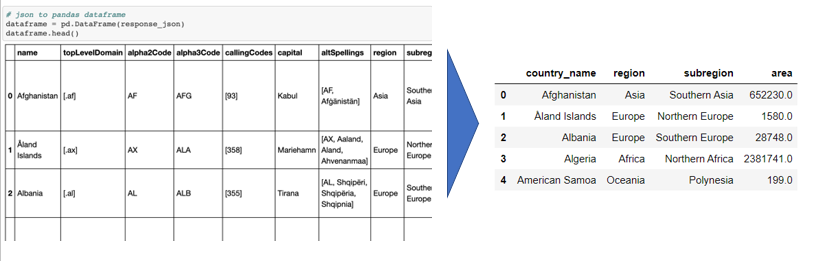 # json to pandas dataframe
dataframe = pd.DataFrame(response_json)
dataframe.head()
name topLevelDomain alpha2Code alpha3Code callingCodes capital altSpellings region subreg
0 Afghanistan [.af] AF AFG [93] Kabul [AF, Afġānistān] Asia Southe Asia
1 Åland Islands [.ax] AX ALA [358] Mariehamn [AX, Aaland, Aland, Ahvenanmaa] Europe Norther Europe
2 Albania [.al] AL ALB [355] Tirana [AL, Shqipëri, Shqipëria, Shqipnia] Europe Southe Europe
country_name region subregion area
0 Afghanistan Asia Southern Asia 652230.0
1 Åland Islands Europe Northern Europe 1580.0
2 Albania Europe Southern Europe 28748.0
3 Algeria Africa Northern Africa 2381741.0
4 American Samoa Oceania Polynesia 199.0